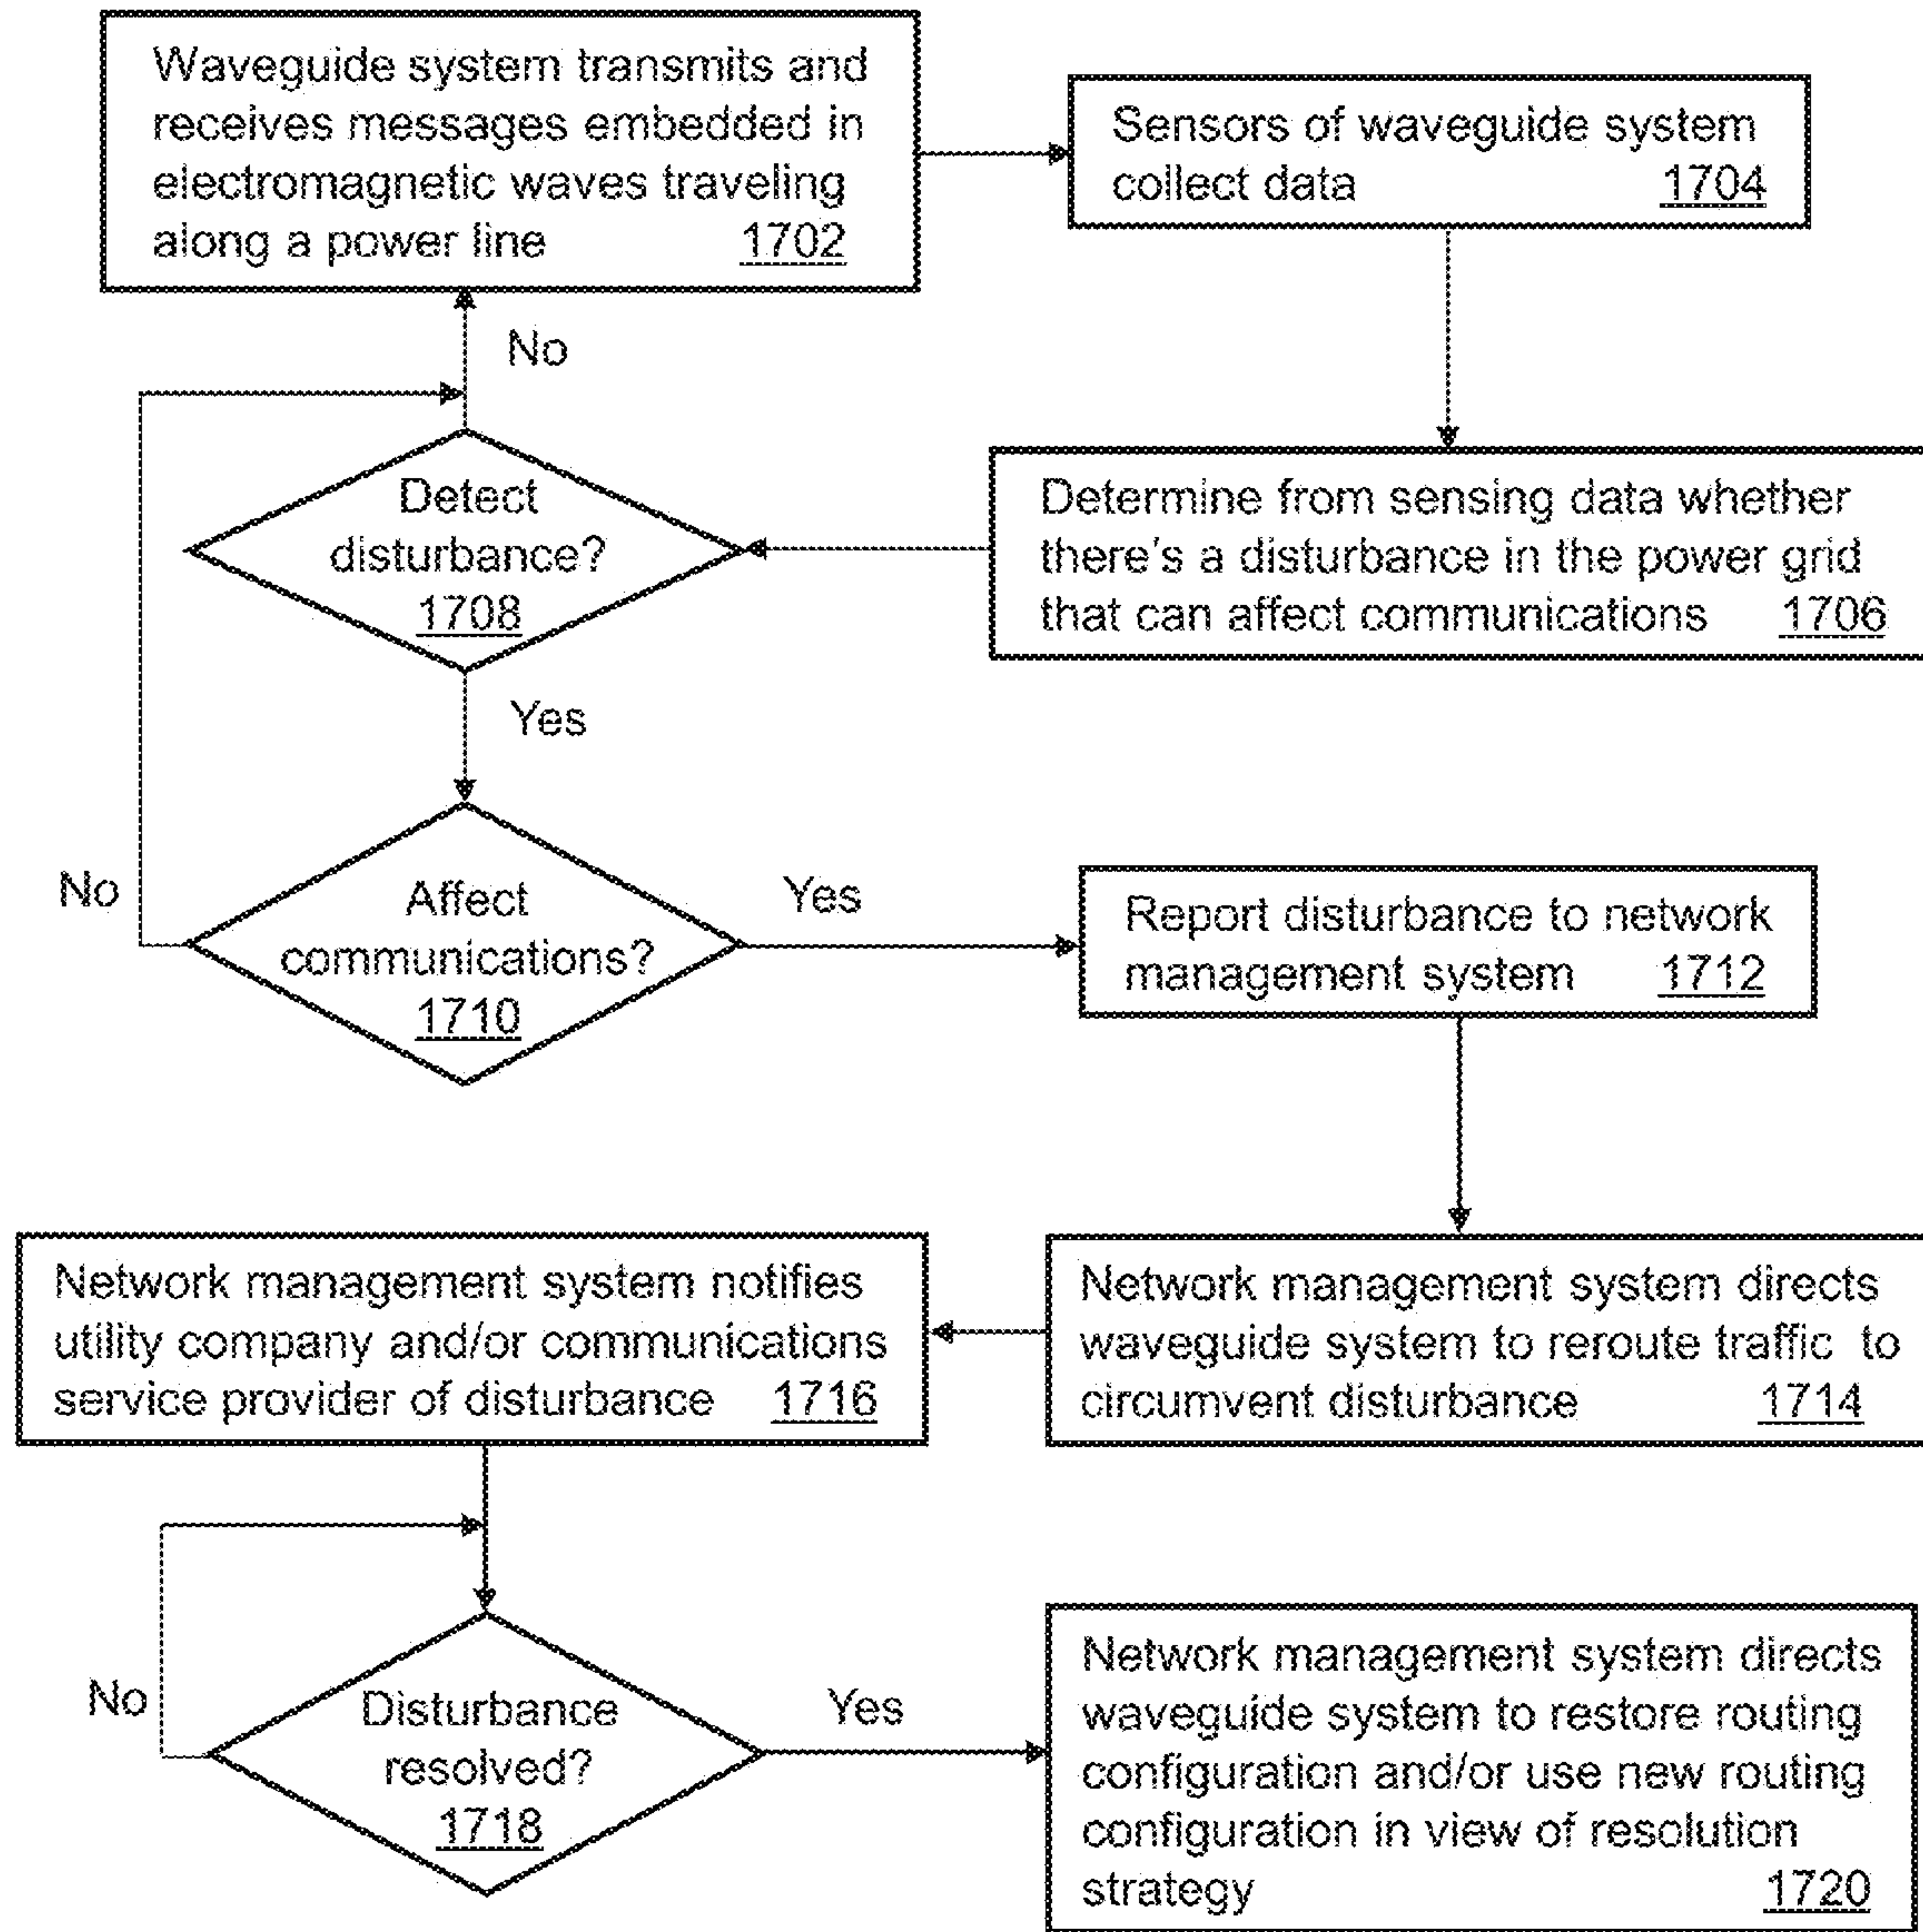 Waveguide system transmits and
receives messages embedded in
electromagnetic waves traveling
along a power line 1702
Sensors of waveguide system
collect data 1704
No
Detect
disturbance?
1708
Determine from sensing data whether
there's a disturbance in the power grid
that can affect communications 1706
Yes
No
Affect
communications?
1710
Yes
Report disturbance to network
management system 1712
Network management system notifies
utility company and/or communications
service provider of disturbance 1716
Network management system directs
waveguide system to reroute traffic to
circumvent disturbance 1714
No
Disturbance
resolved?
1718
Yes
Network management system directs
waveguide system to restore routing
configuration and/or use new routing
configuration in view of resolution
strategy 1720